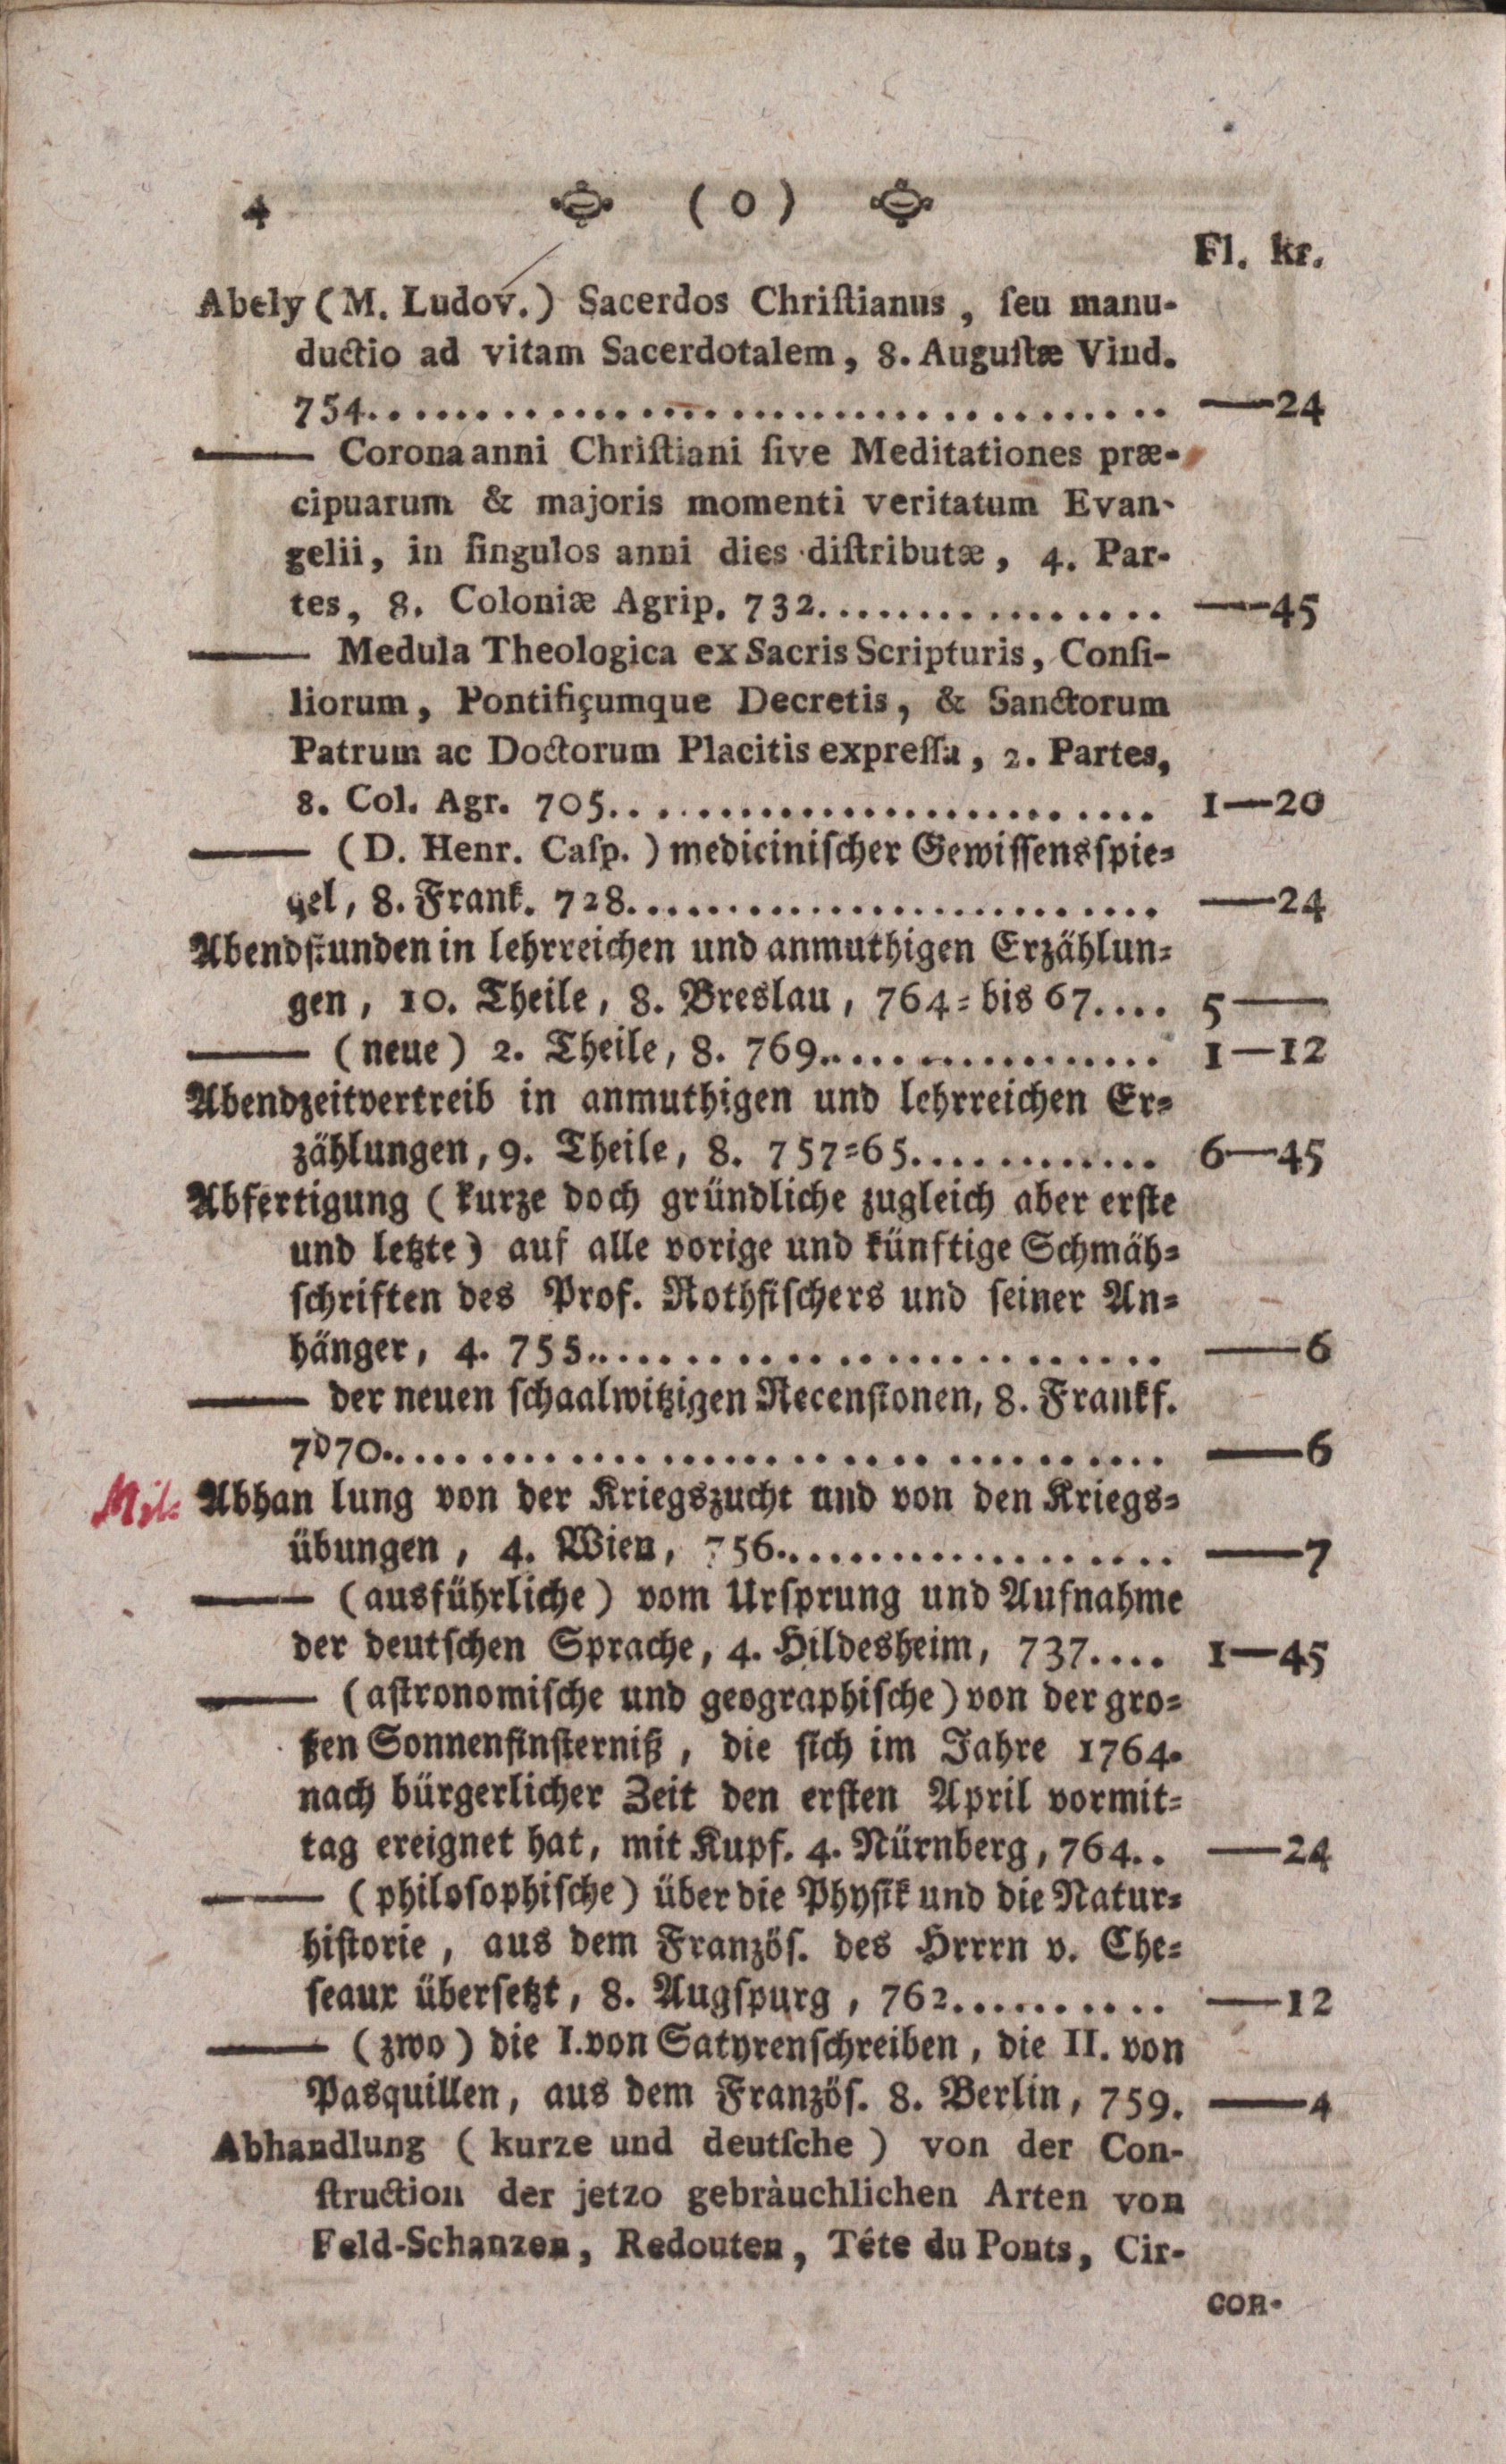 4 ( 0 )
Fl. kr.
Abely (M. Ludov.) Sacerdos Chriſtianus, ſeu manu-
ductio ad vitam Sacerdotalem, 8. Auguſtæ Vind.
754. . . . . . . . . . . . . . . . . . . . . —24
—— Corona anni Chriſtiani ſive Meditationes præ-
cipuarum & majoris momenti veritatum Evan-
gelii, in ſingulos anni dies diſtributæ, 4. Par-
tes, 8. Coloniæ Agrip. 732. . . . . . . . . . . —45
—— Medula Theologica ex Sacris Scripturis, Conſi-
liorum, Pontifiçumque Decretis, & Sanctorum
Patrum ac Doctorum Placitis expreſſa, 2. Partes,
8. Col. Agr. 705. . . . . . . . . . . . . . . 1—20
—— (D. Henr. Caſp.) mediciniſcher Gewiſſensſpie=
gel, 8. Frank. 728. . . . . . . . . . . . . . . —24
Abendſtunden in lehrreichen und anmuthigen Erzählun=
gen, 10. Theile, 8. Breslau, 764=bis 67. . . . 5——
—— (neue) 2. Theile, 8. 769. . . . . . . . . . 1—12
Abendzeitvertreib in anmuthigen und lehrreichen Er=
zählungen, 9. Theile, 8. 757=65. . . . . . . . 6—45
Abfertigung (kurze doch gründliche zugleich aber erſte
und letzte) auf alle vorige und künftige Schmäh=
ſchriften des Prof. Rothfiſchers und ſeiner An=
hänger, 4. 755. . . . . . . . . . . . . . . . —6
—— der neuen ſchaalwitzigen Recenſionen, 8. Frankf.
7d70. . . . . . . . . . . . . . . . . . . . . —6
Mil.
Abhan lung von der Kriegszucht und von den Kriegs=
übungen, 4. Wien, 756. . . . . . . . . . . . —7
—— (ausführliche) vom Urſprung und Aufnahme
der deutſchen Sprache, 4. Hildesheim, 737. . . . 1—45
—— (aſtronomiſche und geographiſche) von der gro=
ßen Sonnenfinſterniß, die ſich im Jahre 1764.
nach bürgerlicher Zeit den erſten April vormit=
tag ereignet hat, mit Kupf. 4. Nürnberg, 764. . —24
—— (philoſophiſche) über die Phyſik und die Natur=
hiſtorie, aus dem Franzöſ. des Hrrrn v. Che=
ſeaux überſetzt, 8. Augſpurg, 762. . . . . . . —12
—— (zwo) die I. von Satyrenſchreiben, die II. von
Pasquillen, aus dem Franzöſ. 8. Berlin, 759. —4
Abhandlung (kurze und deutſche) von der Con-
ſtruction der jetzo gebràuchlichen Arten von
Feld-Schanzen, Redouten, Téte du Ponts, Cir-
con-